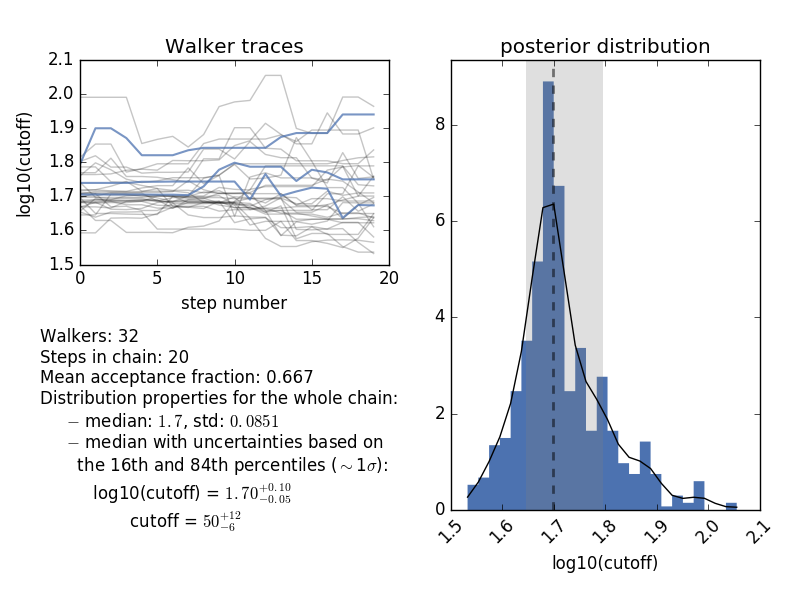 Walker traces
2.1
2.0
1.9
1.8
1.7
1.6
1.5
log10(cutoff)
0 5 10 15 20
step number
Walkers: 32
Steps in chain: 20
Mean acceptance fraction: 0.667
Distribution properties for the whole chain:
− median: 1.7, std: 0.0851
− median with uncertainties based on
the 16th and 84th percentiles (∼1σ):
log10(cutoff) = 1.70 +0.10 −0.05
cutoff = 50 +12 −6
posterior distribution
8
6
4
2
0
1.5 1.6 1.7 1.8 1.9 2.0 2.1
log10(cutoff)